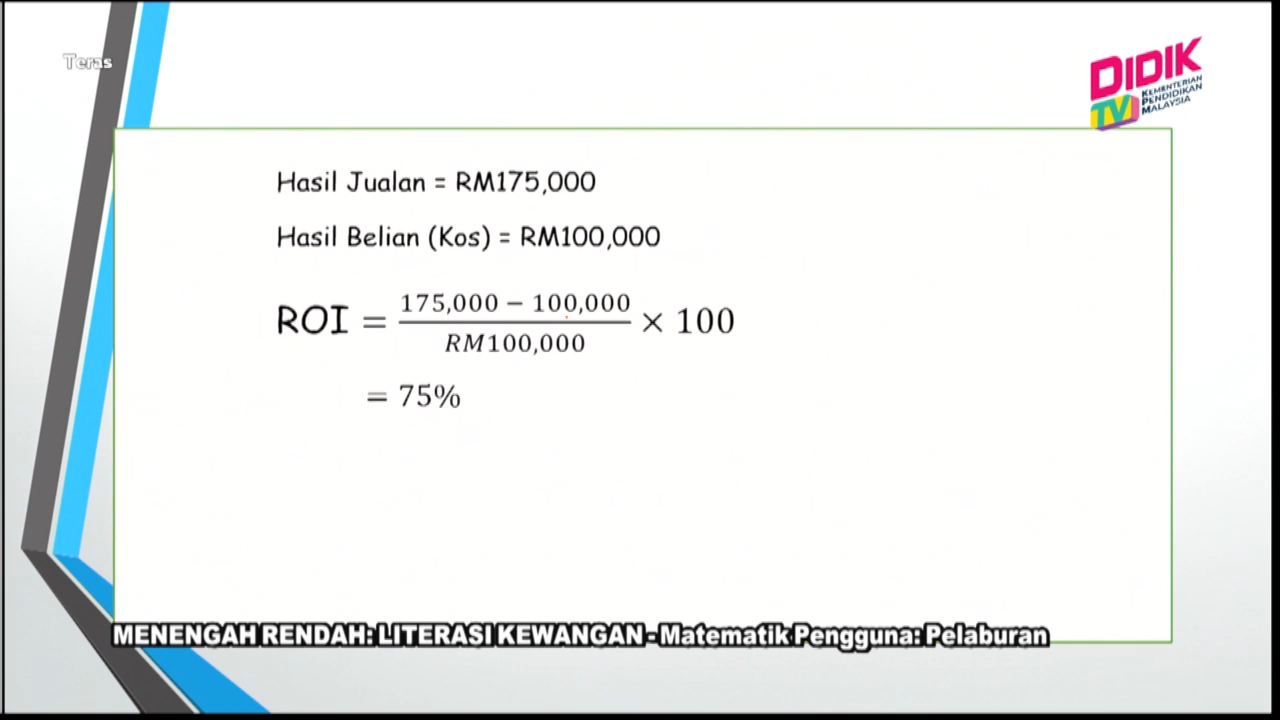 Teras
DIDIK
TV
KEMENTERIAN
PENDIDIKAN
MALAYSIA
Hasil Jualan = RM175,000
Hasil Belian (Kos) = RM100,000
175,000 − 100,000
ROI = × 100
RM100,000
= 75%
MENENGAH RENDAH: LITERASI KEWANGAN - Matematik Pengguna: Pelaburan